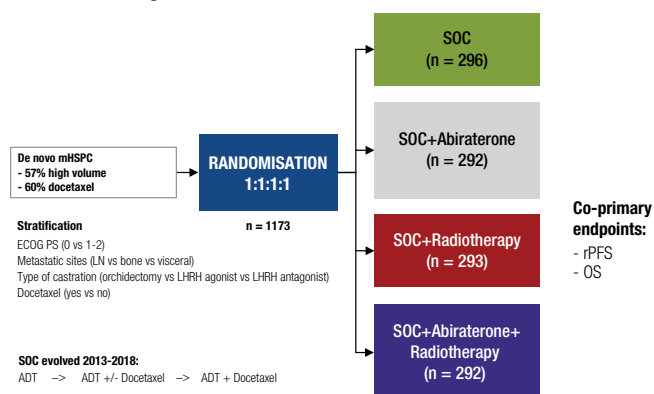 De novo mHSPC
- 57% high volume
- 60% docetaxel
RANDOMISATION
1:1:1:1
n = 1173
Stratification
ECOG PS (0 vs 1-2)
Metastatic sites (LN vs bone vs visceral)
Type of castration (orchidectomy vs LHRH agonist vs LHRH antagonist)
Docetaxel (yes vs no)
SOC evolved 2013-2018:
ADT –> ADT +/- Docetaxel –> ADT + Docetaxel
SOC
(n = 296)
SOC+Abiraterone
(n = 292)
SOC+Radiotherapy
(n = 293)
SOC+Abiraterone+
Radiotherapy
(n = 292)
Co-primary
endpoints:
- rPFS
- OS